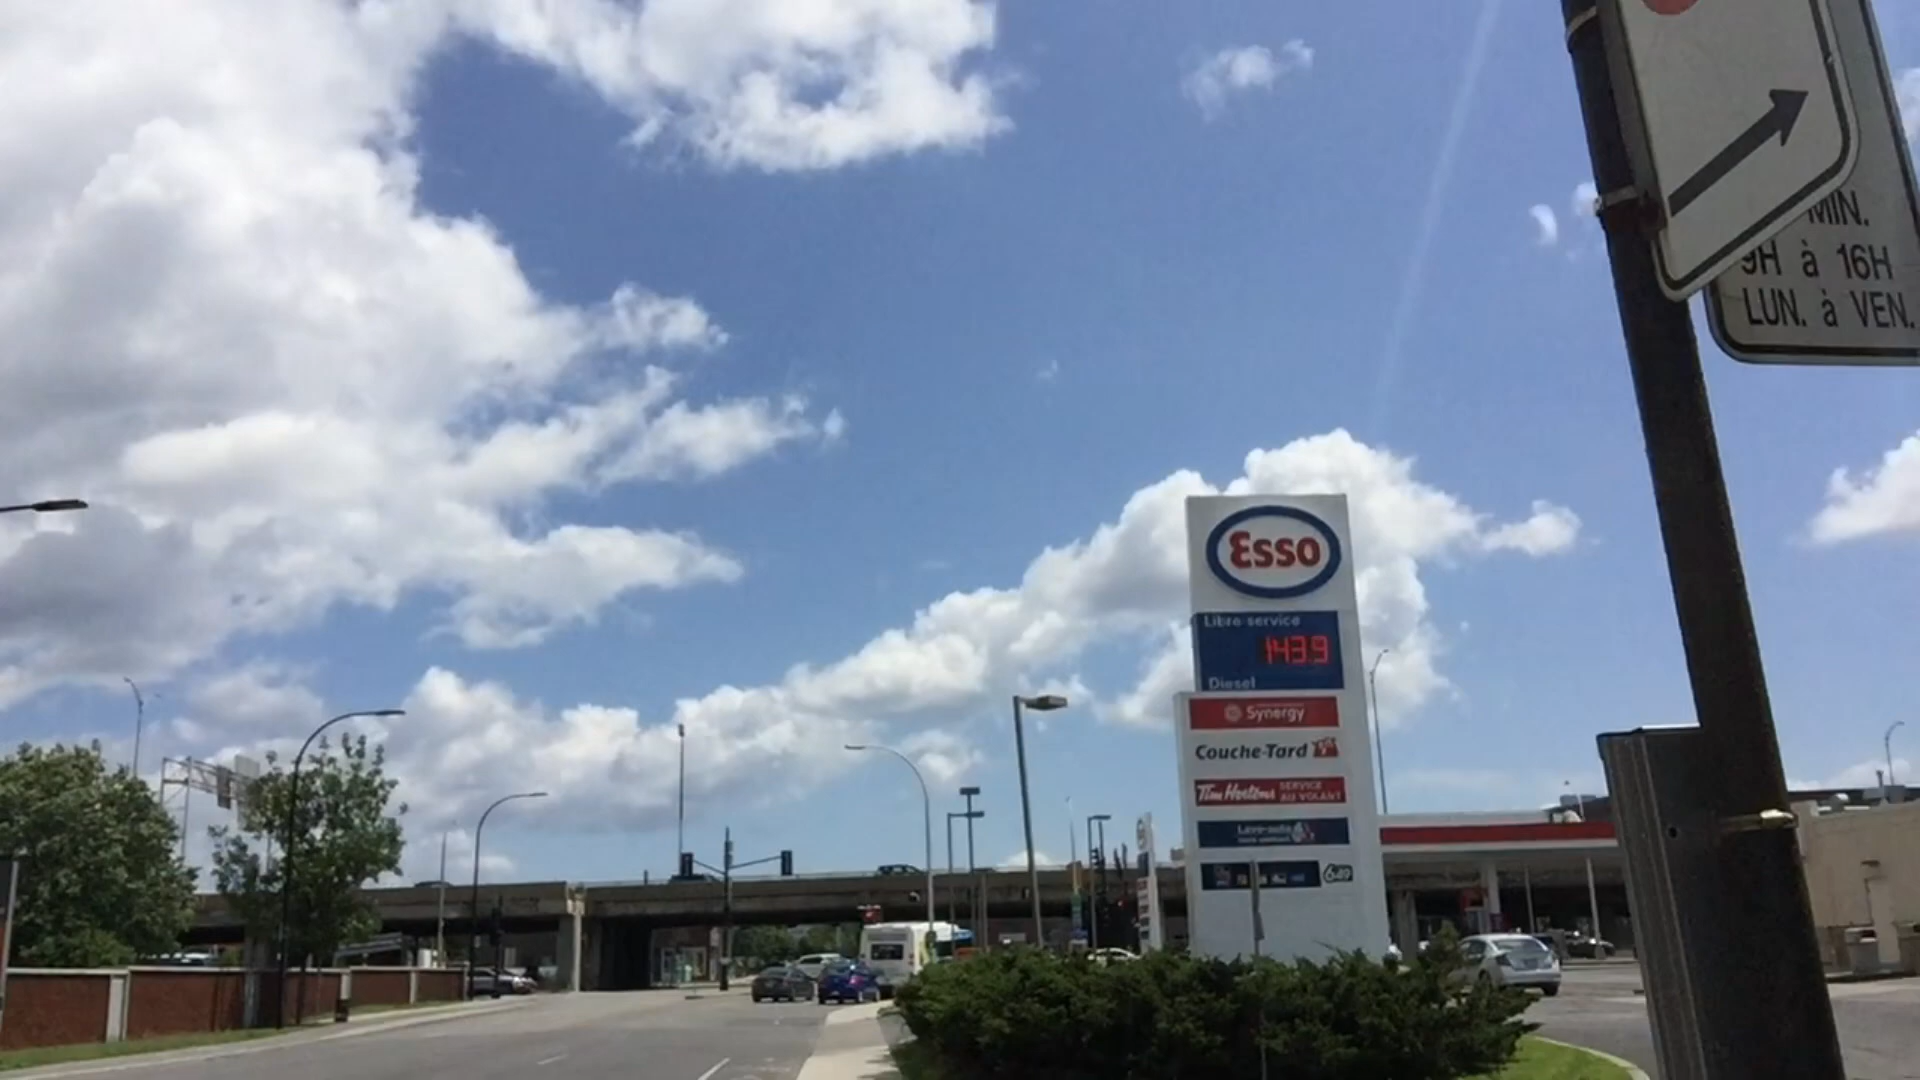 MIN.
9H à 16H
LUN. à VEN.
Esso
Libre-service
143.9
Diesel
Synergy
Couche-Tard
Tim Hortons SERVICE AU VOLANT
Lave-auto
6/49